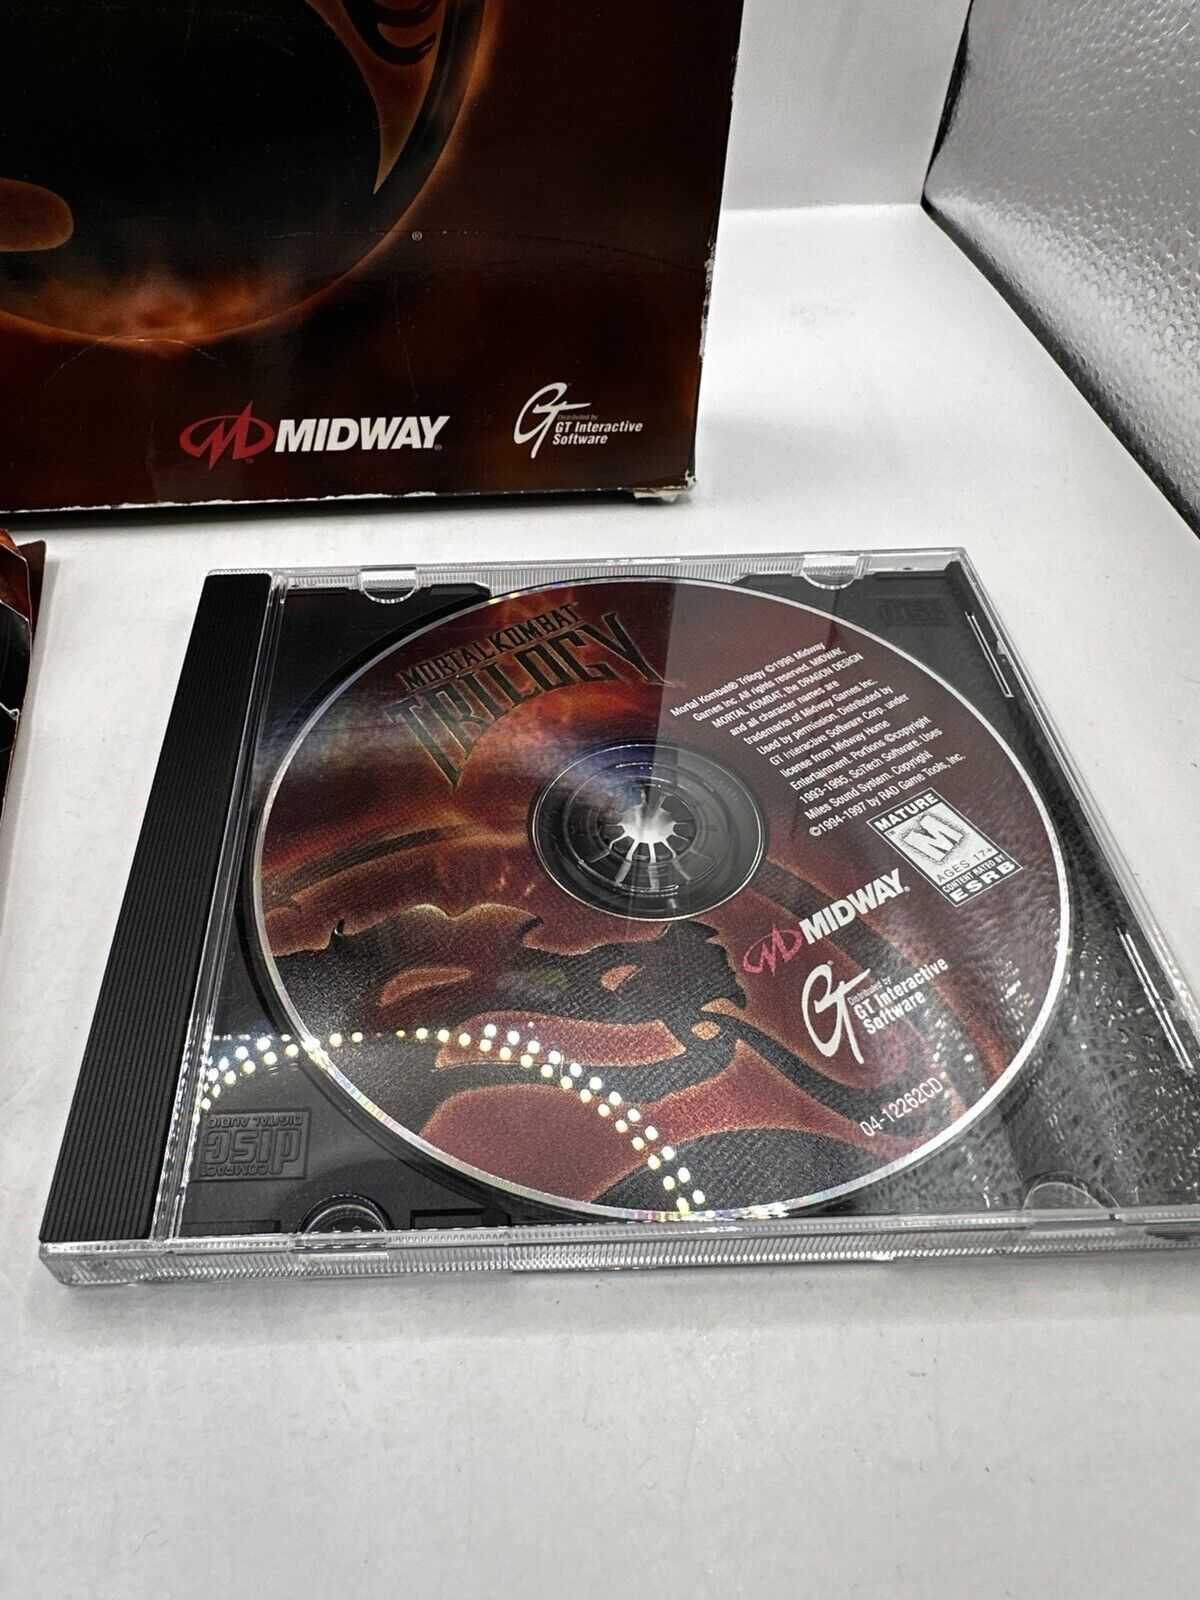 ®
MIDWAY®
Distributed by
GT Interactive
Software
MORTAL KOMBAT
TRILOGY
Mortal Kombat® Trilogy ©1996 Midway
Games Inc. All rights reserved. MIDWAY,
MORTAL KOMBAT, the DRAGON DESIGN
and all character names are
trademarks of Midway Games Inc.
Used by permission. Distributed by
GT Interactive Software Corp. under
license from Midway Home
Entertainment. Portions ©copyright
1993-1995, SciTech Software. Uses
Miles Sound System. Copyright
©1994-1997 by RAD Game Tools, Inc.
MATURE
M
AGES 17+
CONTENT RATED BY
ESRB
MIDWAY®
Distributed by
GT Interactive
Software
04-12262CD
COMPACT
disc
DIGITAL AUDIO
disc